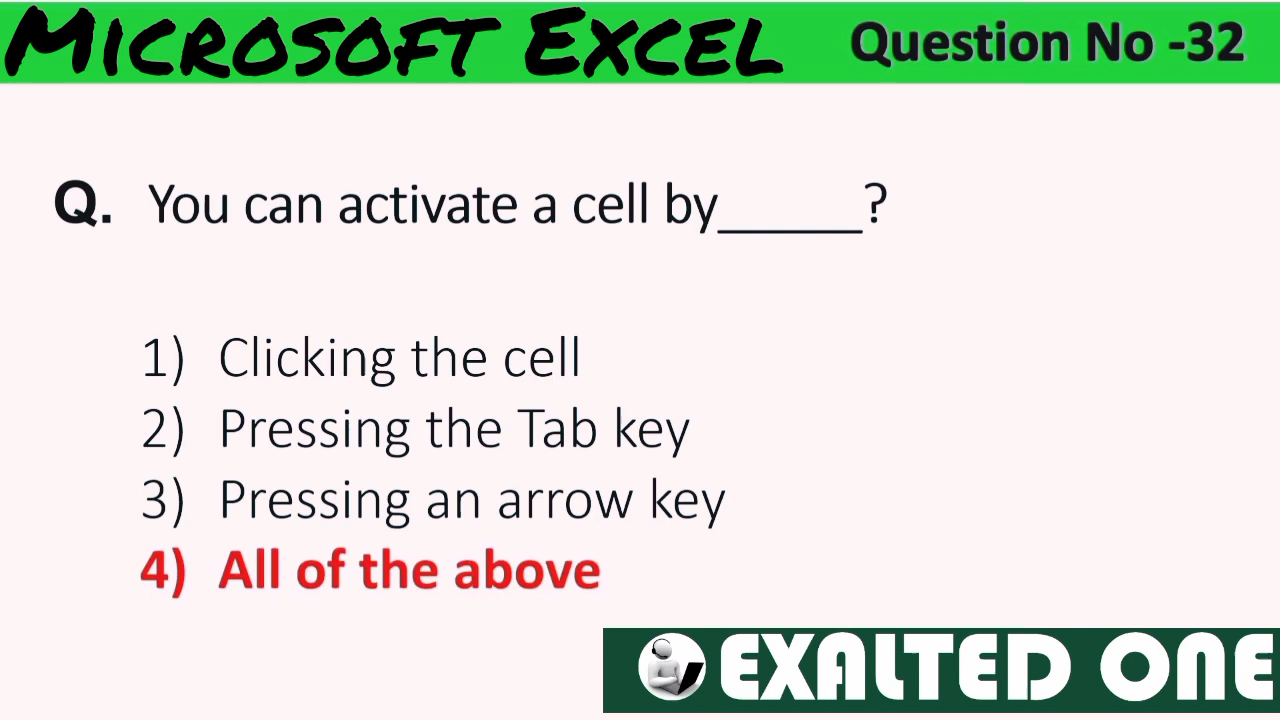 Microsoft Excel Question No -32
Q. You can activate a cell by_____?
1) Clicking the cell
2) Pressing the Tab key
3) Pressing an arrow key
4) All of the above
EXALTED ONE